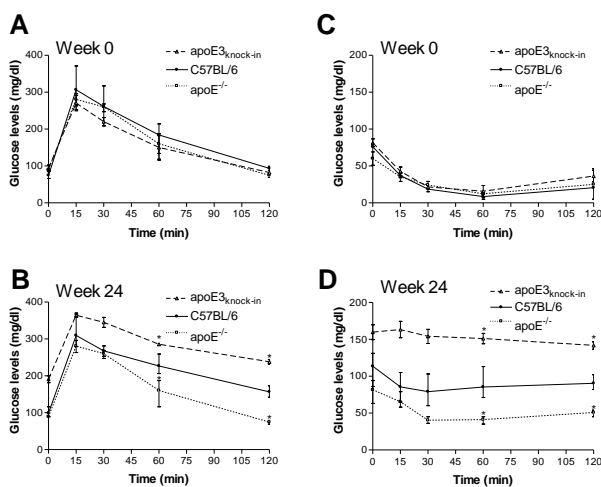 A
Week 0
apoE3knock-in
C57BL/6
apoE-/-
Glucose levels (mg/dl)
400
300
200
100
0
0 15 30 45 60 75 90 105 120
Time (min)
C
Week 0
apoE3knock-in
C57BL/6
apoE-/-
Glucose levels (mg/dl)
200
150
100
50
0
0 15 30 45 60 75 90 105 120
Time (min)
B
Week 24
apoE3knock-in
C57BL/6
apoE-/-
Glucose levels (mg/dl)
400
300
200
100
0
* *
*
0 15 30 45 60 75 90 105 120
Time (min)
D
Week 24
apoE3knock-in
C57BL/6
apoE-/-
Glucose levels (mg/dl)
200
150
100
50
0
* *
* *
0 15 30 45 60 75 90 105 120
Time (min)